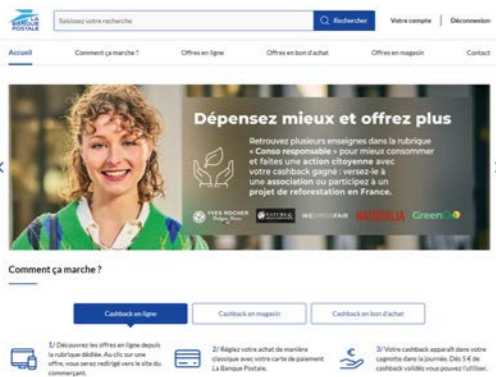 LA
BANQUE
POSTALE
Saisissez votre recherche
Rechercher
Votre compte
Déconnexion
Accueil
Comment ça marche ?
Offres en ligne
Offres en bon d'achat
Offres en magasin
Contact
Dépensez mieux et offrez plus
Retrouvez plusieurs enseignes dans la rubrique
« Conso responsable » pour mieux consommer
et faites une action citoyenne avec
votre cashback gagné : versez-le à
une association ou participez à un
projet de reforestation en France.
YVES ROCHER
WEDRESSFAIR
NATURALIA
Comment ça marche ?
Cashback en ligne
Cashback en magasin
Cashback en bon d'achat
1/ Découvrez les offres en ligne depuis
la rubrique dédiée. Au clic sur une
offre, vous serez redirigé vers le site du
commerçant.
2/ Réglez votre achat de manière
classique avec votre carte de paiement
La Banque Postale.
3/ Votre cashback apparaît dans votre
cagnotte dans la journée. Dès 5€ de
cashback validés vous pouvez l'utiliser.